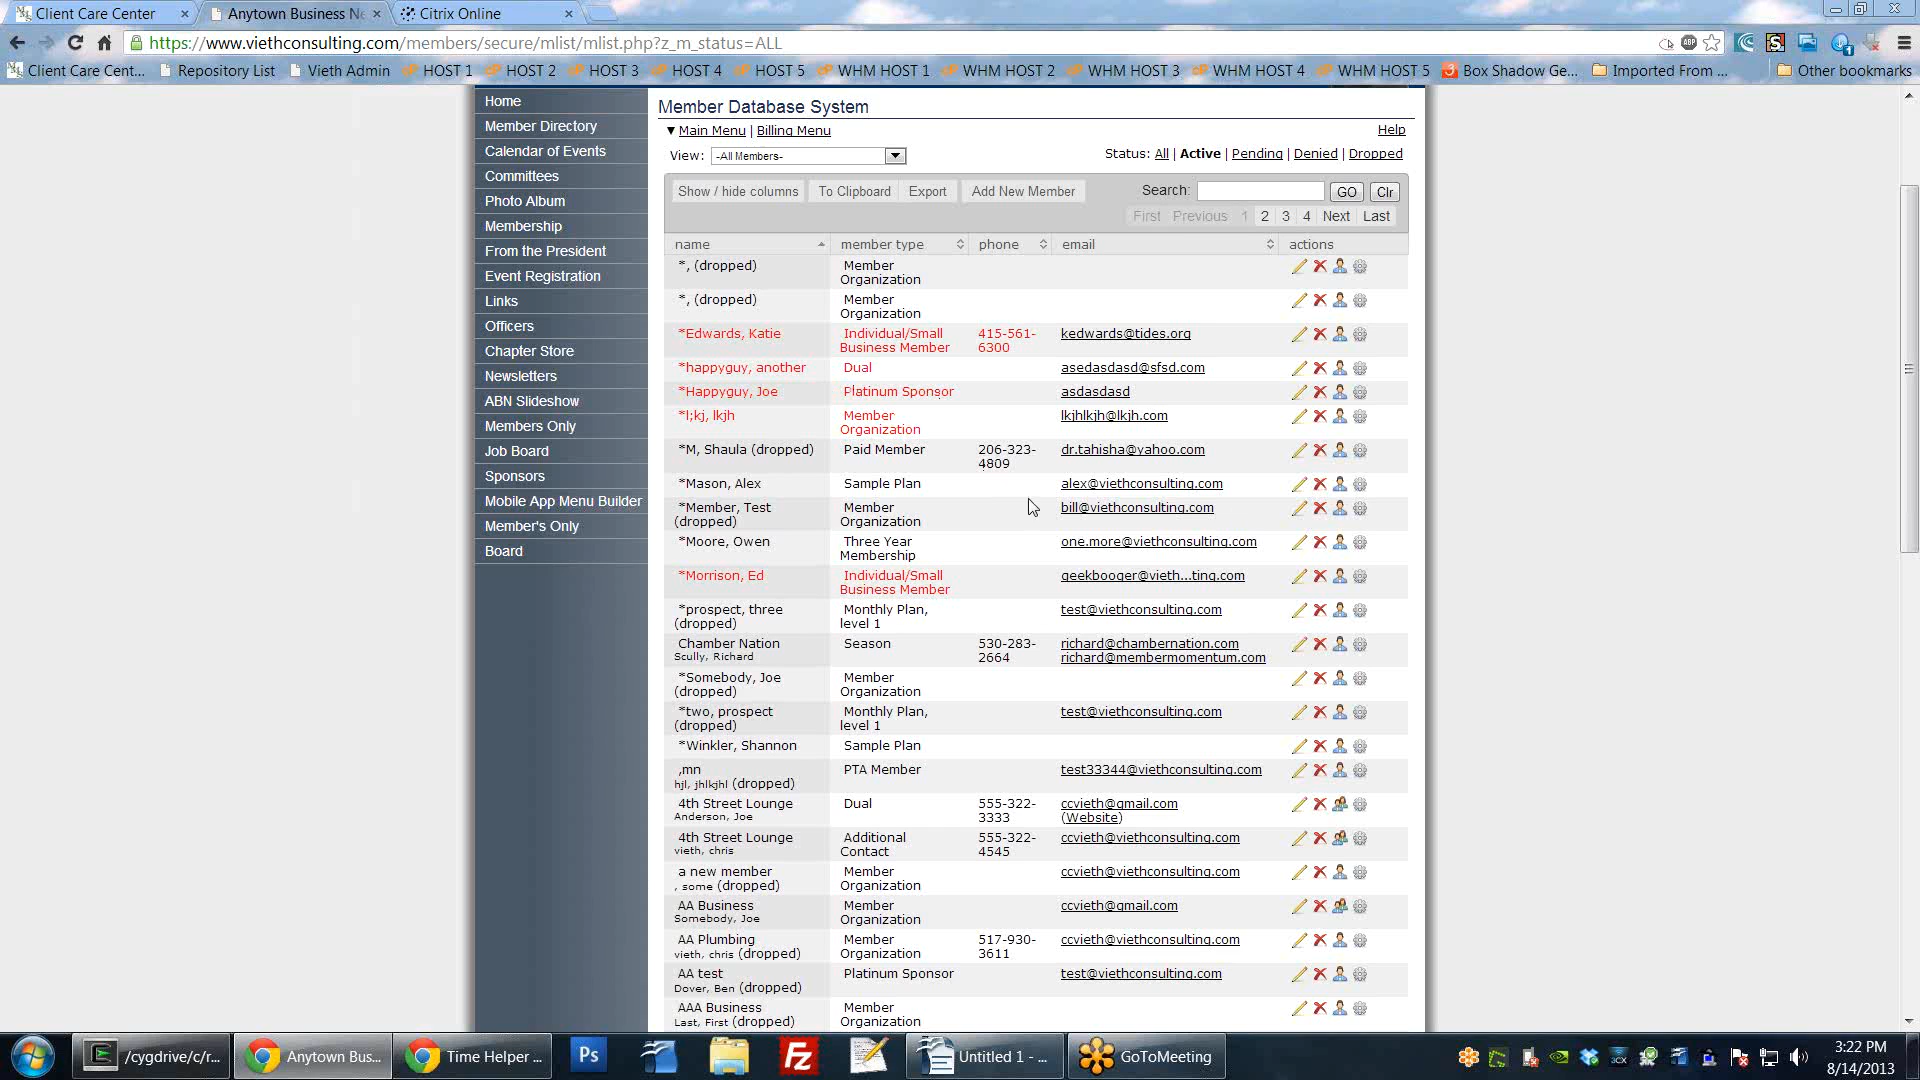 Client Care Center
Anytown Business Ne
Citrix Online
https://www.viethconsulting.com/members/secure/mlist/mlist.php?z_m_status=ALL
Client Care Cent...
Repository List
Vieth Admin
HOST 1
HOST 2
HOST 3
HOST 4
HOST 5
WHM HOST 1
WHM HOST 2
WHM HOST 3
WHM HOST 4
WHM HOST 5
Box Shadow Ge...
Imported From ...
Other bookmarks
Home
Member Directory
Calendar of Events
Committees
Photo Album
Membership
From the President
Event Registration
Links
Officers
Chapter Store
Newsletters
ABN Slideshow
Members Only
Job Board
Sponsors
Mobile App Menu Builder
Member's Only
Board
Member Database System
▼ Main Menu | Billing Menu
Help
View: -All Members-
Status: All | Active | Pending | Denied | Dropped
Show / hide columns
To Clipboard
Export
Add New Member
Search:
GO
Clr
First Previous 1 2 3 4 Next Last
name member type phone email actions
*, (dropped) Member
Organization
*, (dropped) Member
Organization
*Edwards, Katie Individual/Small 415-561- kedwards@tides.org
Business Member 6300
*happyguy, another Dual asedasdasd@sfsd.com
*Happyguy, Joe Platinum Sponsor asdasdasd
*l;kj, lkjh Member lkjhlkjh@lkjh.com
Organization
*M, Shaula (dropped) Paid Member 206-323- dr.tahisha@yahoo.com
4809
*Mason, Alex Sample Plan alex@viethconsulting.com
*Member, Test Member bill@viethconsulting.com
(dropped) Organization
*Moore, Owen Three Year one.more@viethconsulting.com
Membership
*Morrison, Ed Individual/Small geekbooger@vieth...ting.com
Business Member
*prospect, three Monthly Plan, test@viethconsulting.com
(dropped) level 1
Chamber Nation Season 530-283- richard@chambernation.com
Scully, Richard 2664 richard@membermomentum.com
*Somebody, Joe Member
(dropped) Organization
*two, prospect Monthly Plan, test@viethconsulting.com
(dropped) level 1
*Winkler, Shannon Sample Plan
,mn PTA Member test33344@viethconsulting.com
hjl, jhlkjhl (dropped)
4th Street Lounge Dual 555-322- ccvieth@gmail.com
Anderson, Joe 3333 (Website)
4th Street Lounge Additional 555-322- ccvieth@viethconsulting.com
vieth, chris Contact 4545
a new member Member ccvieth@viethconsulting.com
, some (dropped) Organization
AA Business Member ccvieth@gmail.com
Somebody, Joe Organization
AA Plumbing Member 517-930- ccvieth@viethconsulting.com
vieth, chris (dropped) Organization 3611
AA test Platinum Sponsor test@viethconsulting.com
Dover, Ben (dropped)
AAA Business Member
Last, First (dropped) Organization
/cygdrive/c/r...
Anytown Bus...
Time Helper ...
Ps
Fz
Untitled 1 - ...
GoToMeeting
3:22 PM
8/14/2013